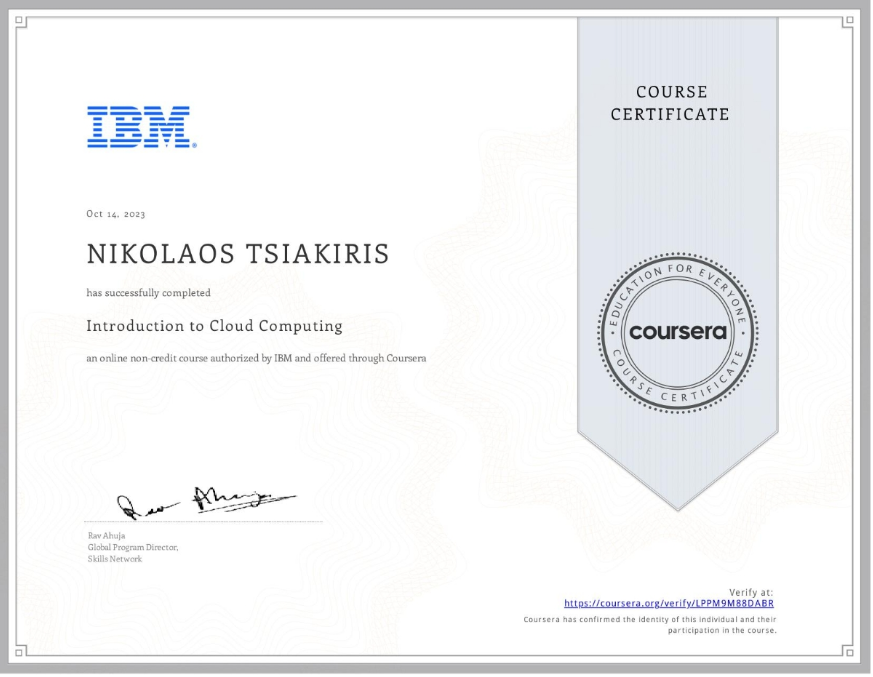 COURSE
CERTIFICATE
IBM®
Oct 14, 2023
NIKOLAOS TSIAKIRIS
has successfully completed
Introduction to Cloud Computing
an online non-credit course authorized by IBM and offered through Coursera
EDUCATION FOR EVERYONE
coursera
COURSE CERTIFICATE
Rav Ahuja
Rav Ahuja
Global Program Director,
Skills Network
Verify at:
https://coursera.org/verify/LPPM9M88DABR
Coursera has confirmed the identity of this individual and their
participation in the course.